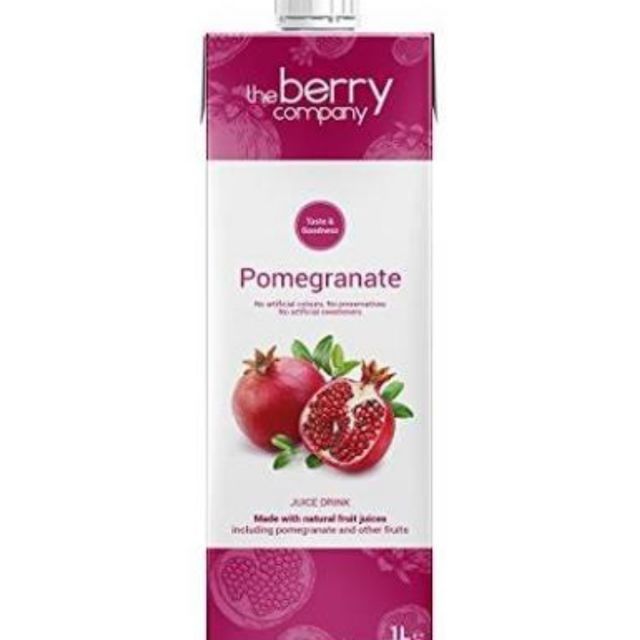 the berry
company
Taste &
Goodness
Pomegranate
No artificial colours. No preservatives
No artificial sweeteners.
JUICE DRINK
Made with natural fruit juices
including pomegranate and other fruits
1L